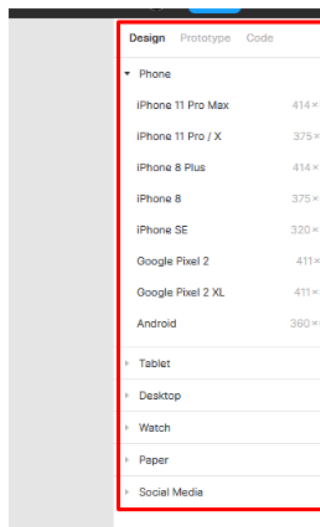 Design Prototype Code
Phone
iPhone 11 Pro Max 414×
iPhone 11 Pro / X 375×
iPhone 8 Plus 414×
iPhone 8 375×
iPhone SE 320×
Google Pixel 2 411×
Google Pixel 2 XL 411×
Android 360×
Tablet
Desktop
Watch
Paper
Social Media